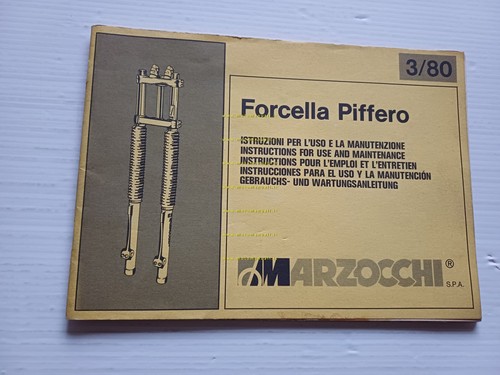 3/80
Forcella Piffero
ISTRUZIONI PER L'USO E LA MANUTENZIONE
INSTRUCTIONS FOR USE AND MAINTENANCE
INSTRUCTIONS POUR L'EMPLOI ET L'ENTRETIEN
INSTRUCCIONES PARA EL USO Y LA MANUTENCIÓN
GEBRAUCHS- UND WARTUNGSANLEITUNG
MARZOCCHI®
S.P.A.